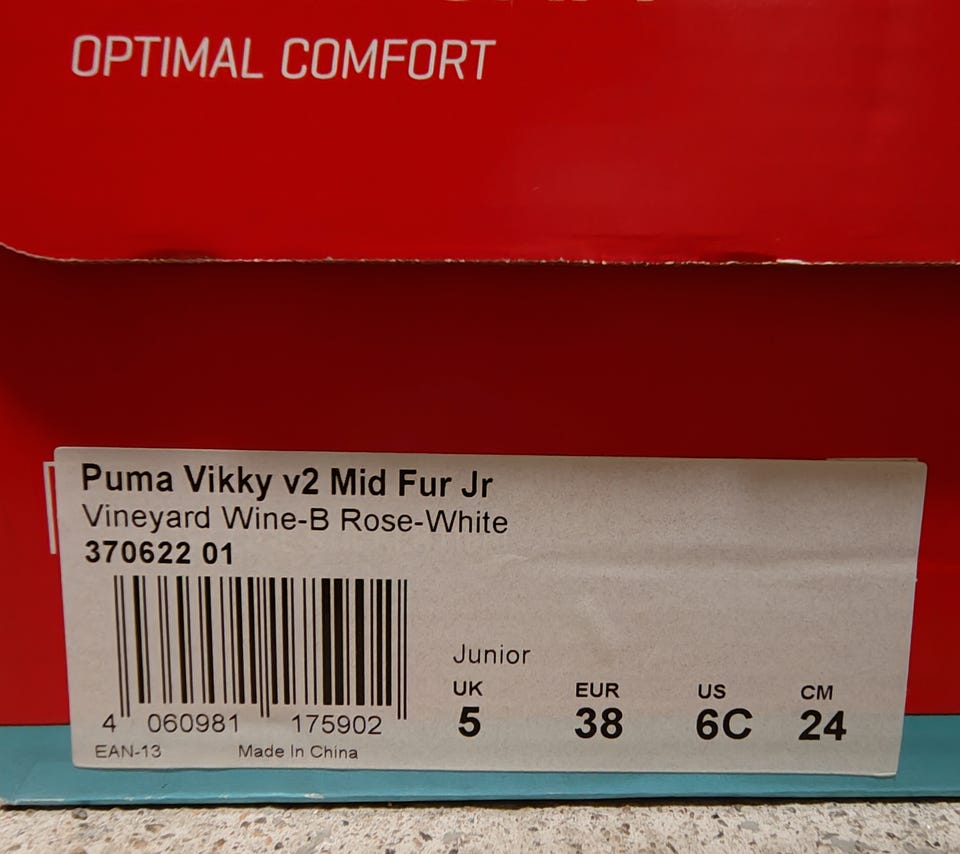 OPTIMAL COMFORT
Puma Vikky v2 Mid Fur Jr
Vineyard Wine-B Rose-White
370622 01
4 060981 175902
EAN-13 Made In China
Junior
UK EUR US CM
5 38 6C 24